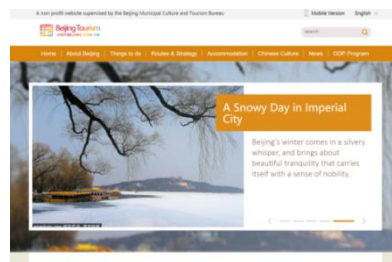 A non profit website supervised by the Beijing Municipal Culture and Tourism Bureau
Mobile Version English
Beijing Tourism
search
Home About Beijing Things to do Routes & Strategy Accommodation Chinese Culture News GDP Program
A Snowy Day in Imperial
City
Beijing's winter comes in a silvery
whisper, and brings about
beautiful tranquility that carries
itself with a sense of nobility.